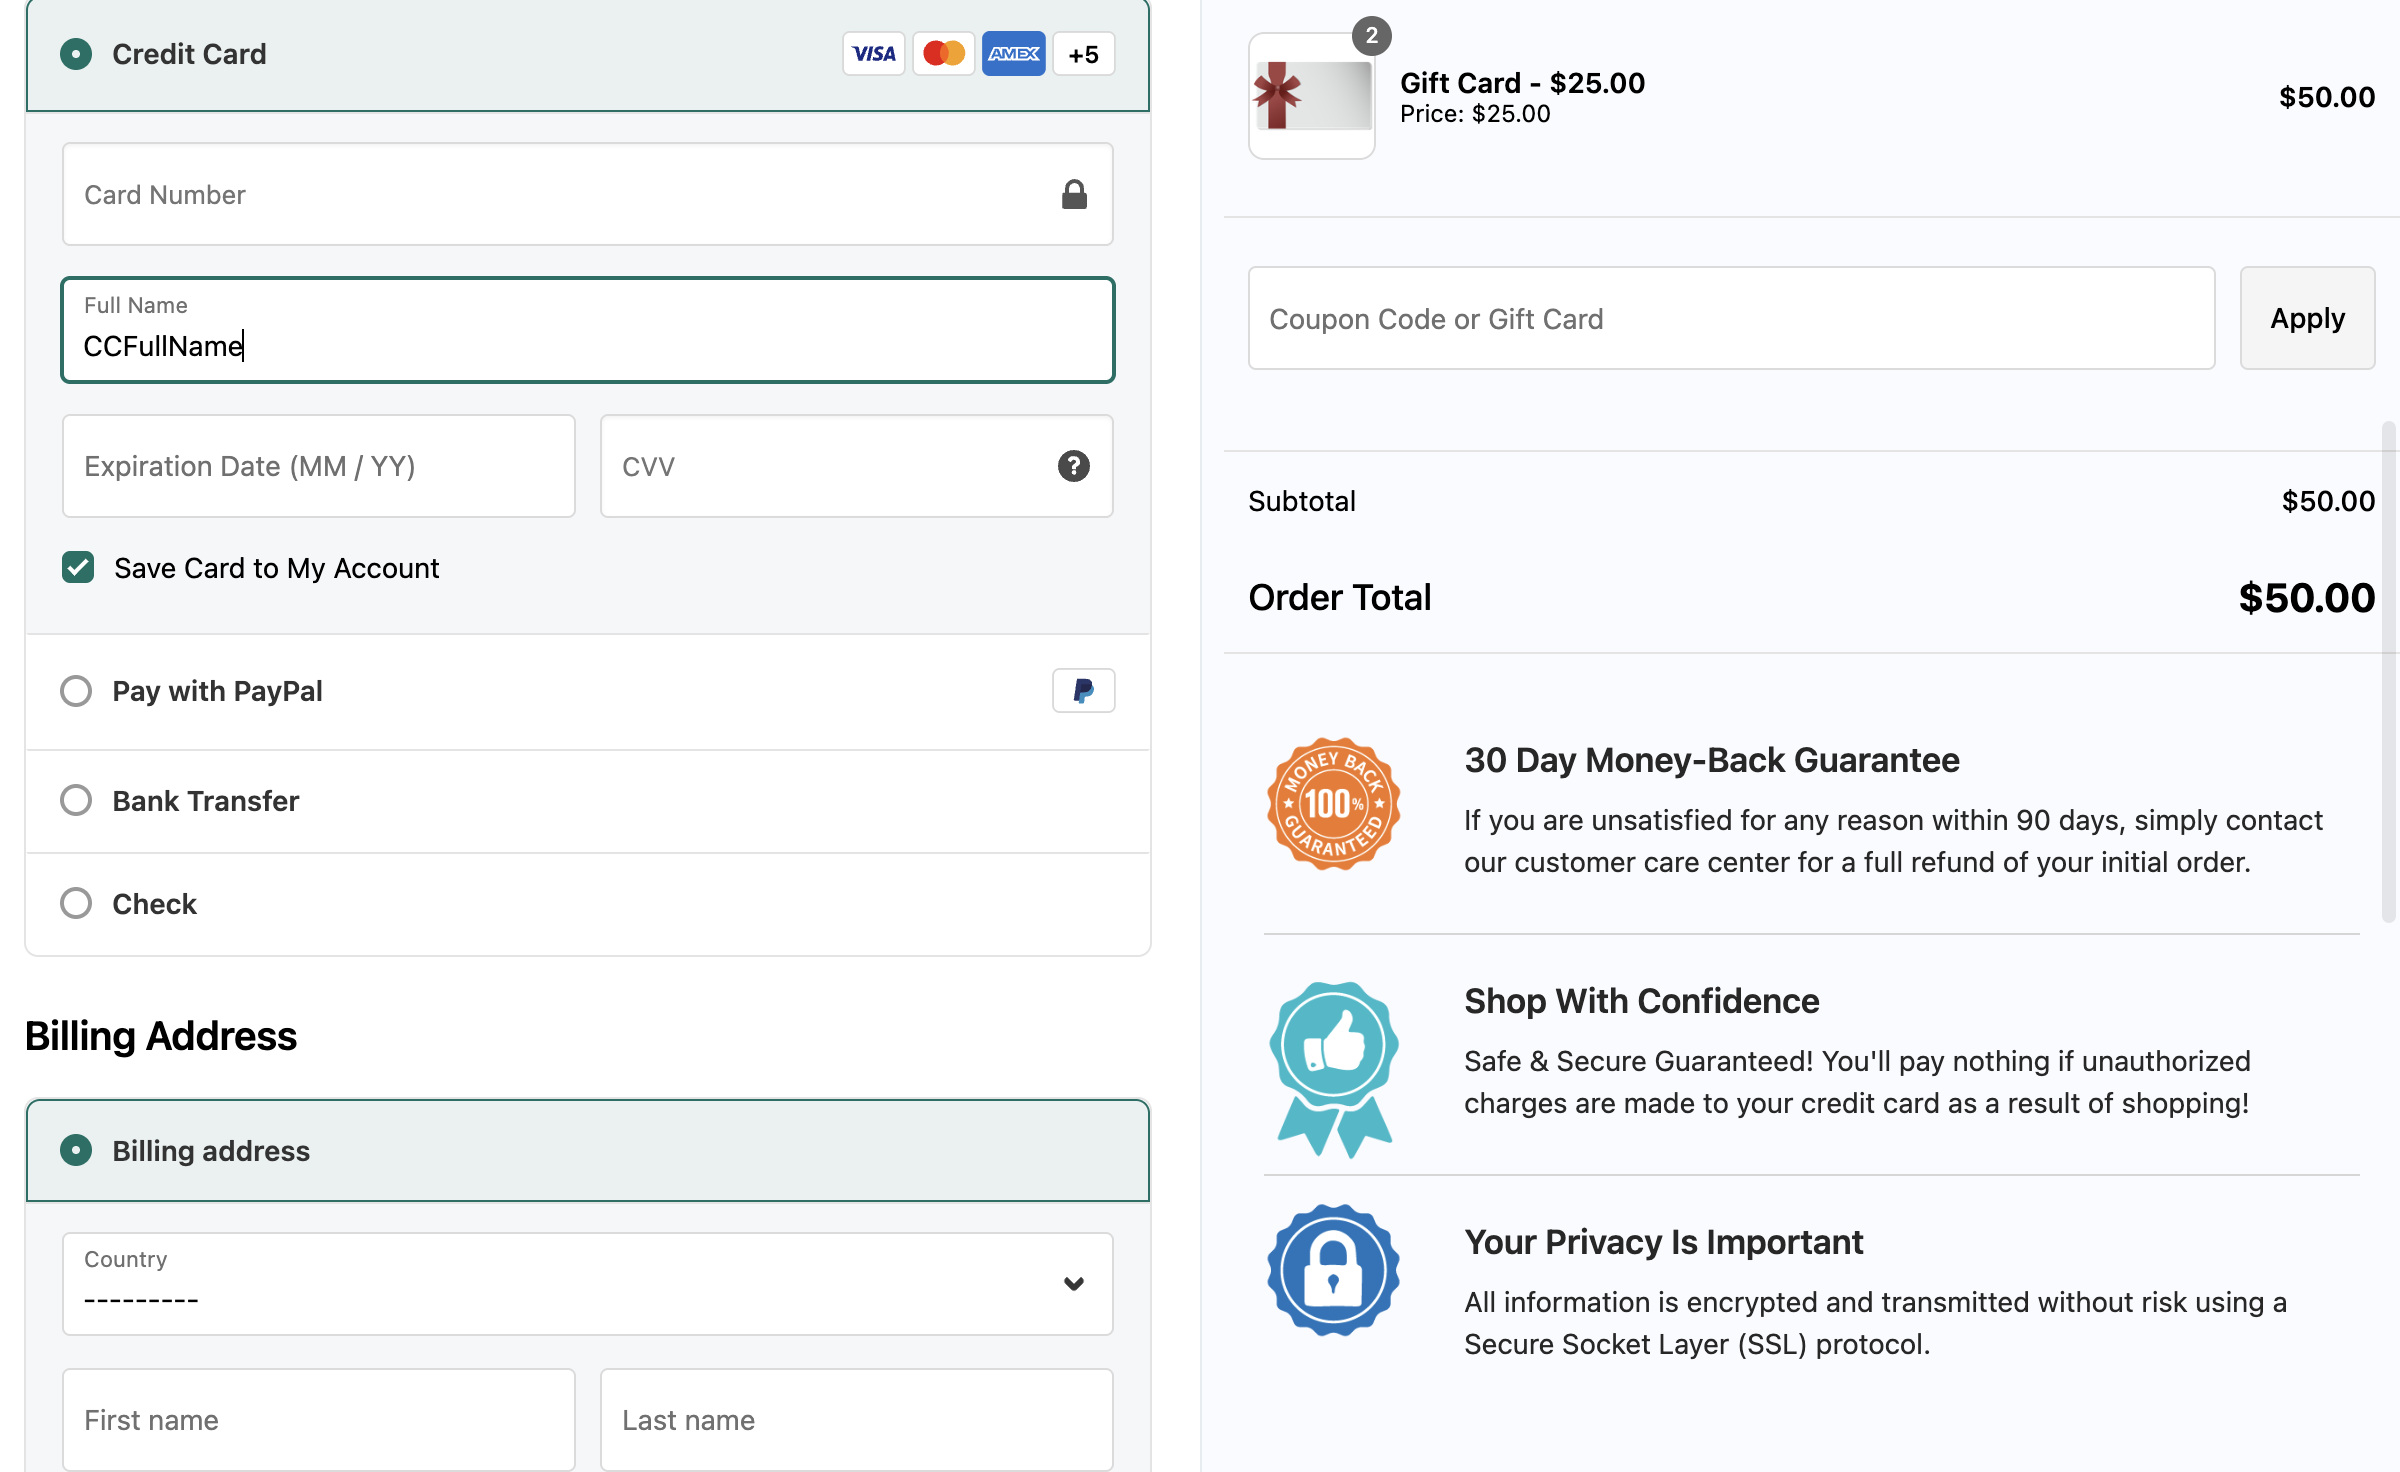 Credit Card
VISA
AMEX
+5
Card Number
Full Name
CCFullName
Expiration Date (MM / YY)
CVV
?
Save Card to My Account
Pay with PayPal
P
Bank Transfer
Check
Billing Address
Billing address
Country
---------
First name
Last name
2
Gift Card - $25.00
Price: $25.00
$50.00
Coupon Code or Gift Card
Apply
Subtotal
$50.00
Order Total
$50.00
MONEY BACK
100%
GUARANTEED
30 Day Money-Back Guarantee
If you are unsatisfied for any reason within 90 days, simply contact
our customer care center for a full refund of your initial order.
Shop With Confidence
Safe & Secure Guaranteed! You'll pay nothing if unauthorized
charges are made to your credit card as a result of shopping!
Your Privacy Is Important
All information is encrypted and transmitted without risk using a
Secure Socket Layer (SSL) protocol.